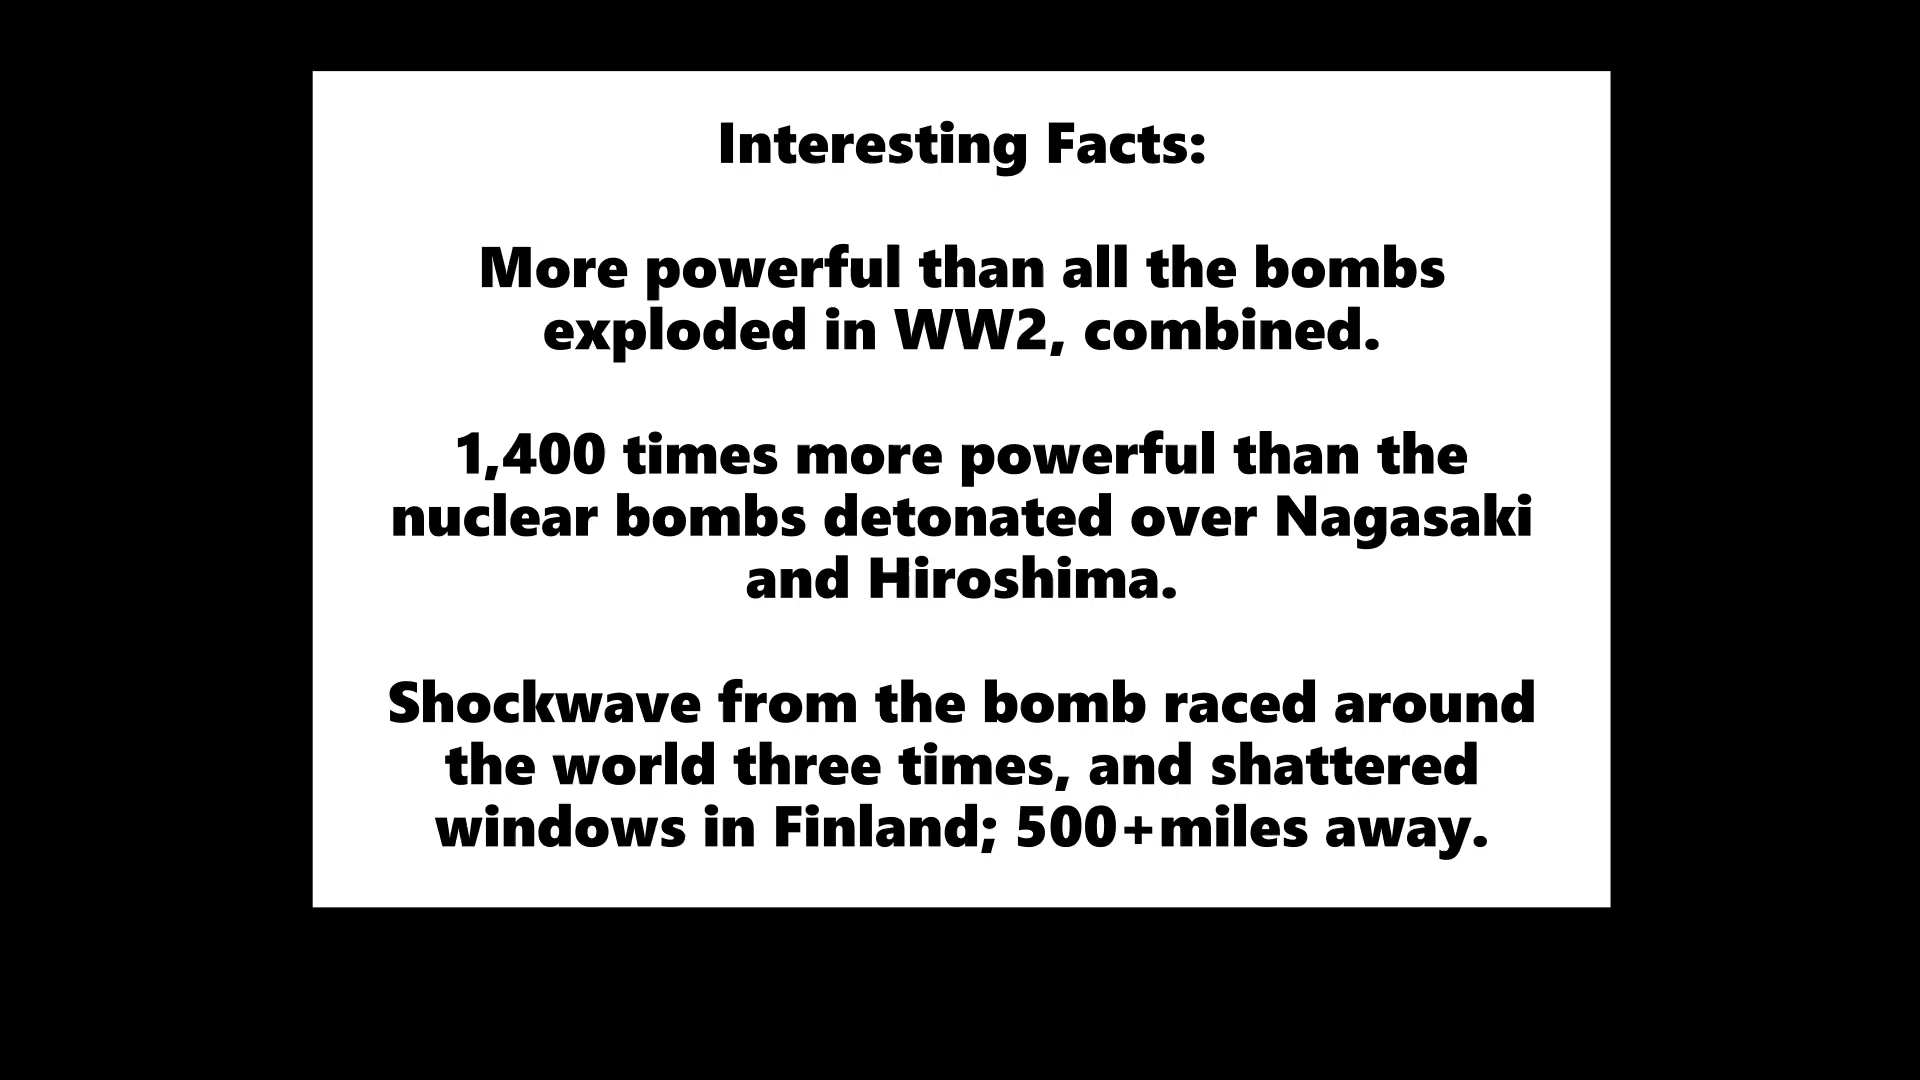 Interesting Facts:
More powerful than all the bombs
exploded in WW2, combined.
1,400 times more powerful than the
nuclear bombs detonated over Nagasaki
and Hiroshima.
Shockwave from the bomb raced around
the world three times, and shattered
windows in Finland; 500+miles away.